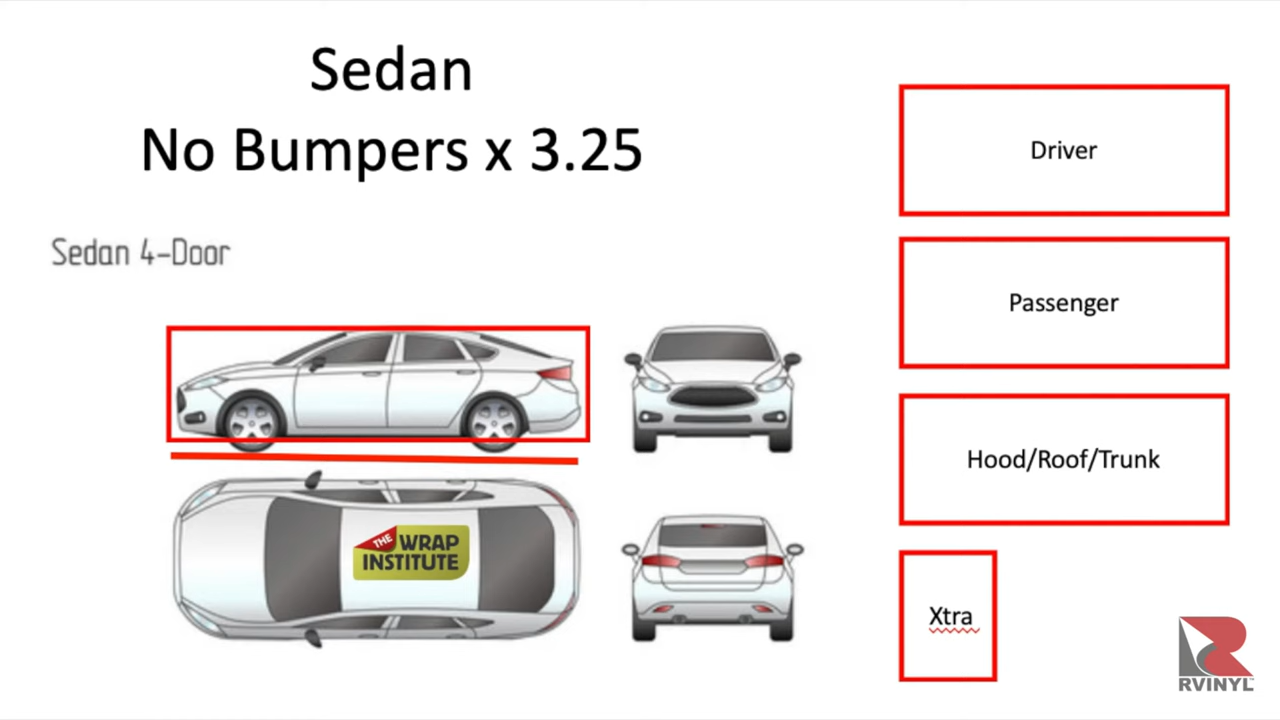 Sedan
No Bumpers x 3.25
Sedan 4-Door
THE WRAP
INSTITUTE
Driver
Passenger
Hood/Roof/Trunk
Xtra
RVINYL